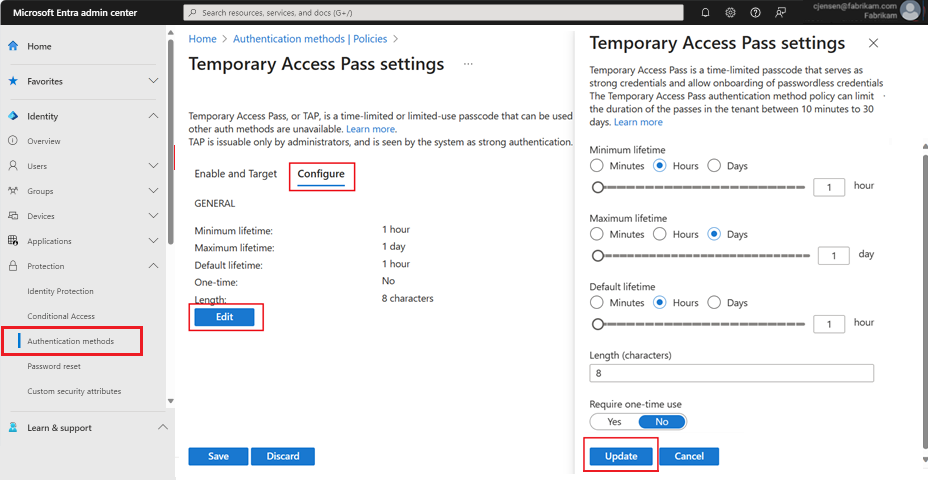 Microsoft Entra admin center
Search resources, services, and docs (G+/)
cjensen@fabrikam.com
Fabrikam
Home
Favorites
Identity
Overview
Users
Groups
Devices
Applications
Protection
Identity Protection
Conditional Access
Authentication methods
Password reset
Custom security attributes
Learn & support
Home > Authentication methods | Policies >
Temporary Access Pass settings ...
Temporary Access Pass, or TAP, is a time-limited or limited-use passcode that can be used
other auth methods are unavailable. Learn more.
TAP is issuable only by administrators, and is seen by the system as strong authentication.
Enable and Target Configure
GENERAL
Minimum lifetime: 1 hour
Maximum lifetime: 1 day
Default lifetime: 1 hour
One-time: No
Length: 8 characters
Edit
Save Discard
Temporary Access Pass settings
Temporary Access Pass is a time-limited passcode that serves as
strong credentials and allow onboarding of passwordless credentials
The Temporary Access Pass authentication method policy can limit
the duration of the passes in the tenant between 10 minutes to 30
days. Learn more
Minimum lifetime
Minutes Hours Days
1 hour
Maximum lifetime
Minutes Hours Days
1 day
Default lifetime
Minutes Hours Days
1 hour
Length (characters)
8
Require one-time use
Yes No
Update Cancel